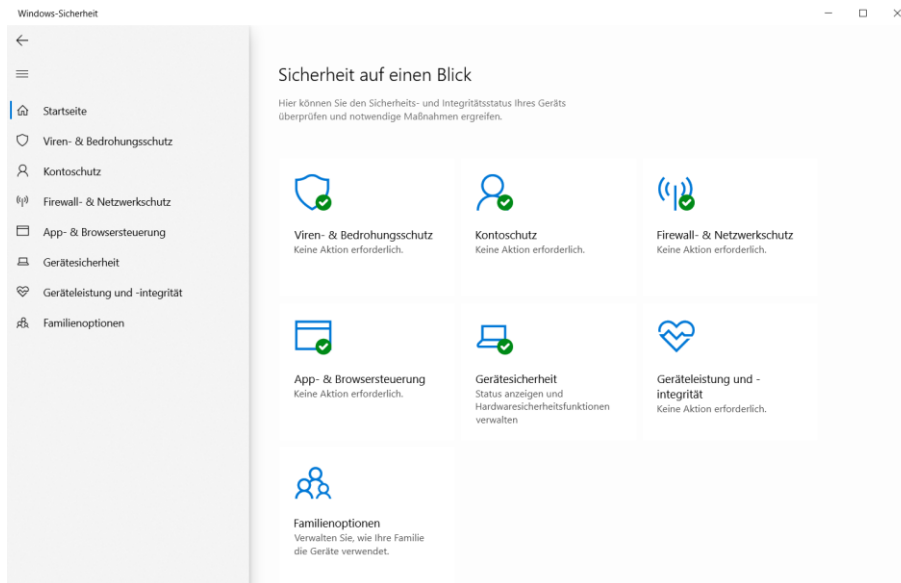 Windows-Sicherheit
Startseite
Viren- & Bedrohungsschutz
Kontoschutz
Firewall- & Netzwerkschutz
App- & Browsersteuerung
Gerätesicherheit
Geräteleistung und -integrität
Familienoptionen
Sicherheit auf einen Blick
Hier können Sie den Sicherheits- und Integritätsstatus Ihres Geräts
überprüfen und notwendige Maßnahmen ergreifen.
Viren- & Bedrohungsschutz
Keine Aktion erforderlich.
Kontoschutz
Keine Aktion erforderlich.
Firewall- & Netzwerkschutz
Keine Aktion erforderlich.
App- & Browsersteuerung
Keine Aktion erforderlich.
Gerätesicherheit
Status anzeigen und
Hardwaresicherheitsfunktionen
verwalten
Geräteleistung und -
integrität
Keine Aktion erforderlich.
Familienoptionen
Verwalten Sie, wie Ihre Familie
die Geräte verwendet.